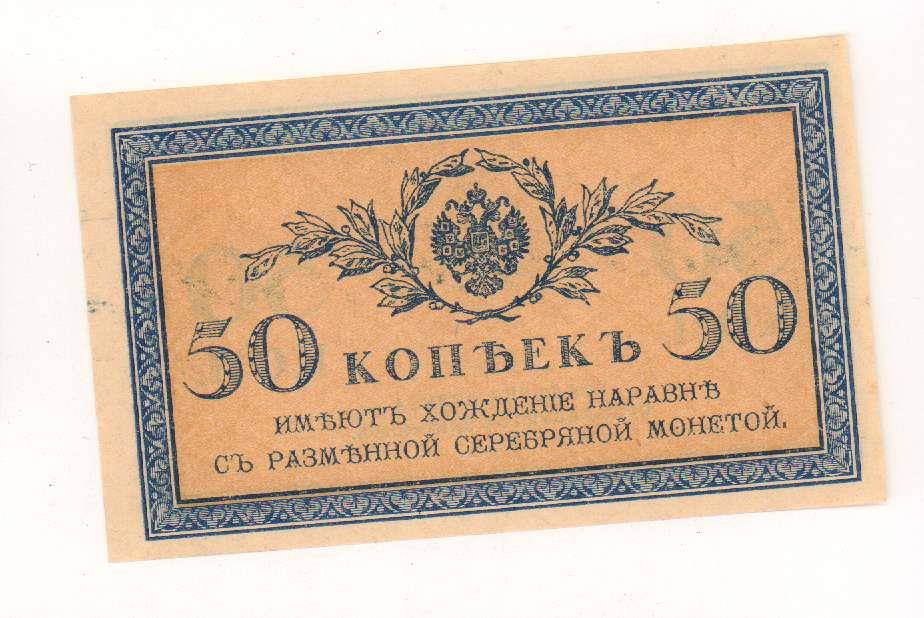 50 КОПѢЕКЪ 50
ИМѢЮТЪ ХОЖДЕНІЕ НАРАВНѢ
СЪ РАЗМѢННОЙ СЕРЕБРЯНОЙ МОНЕТОЙ.